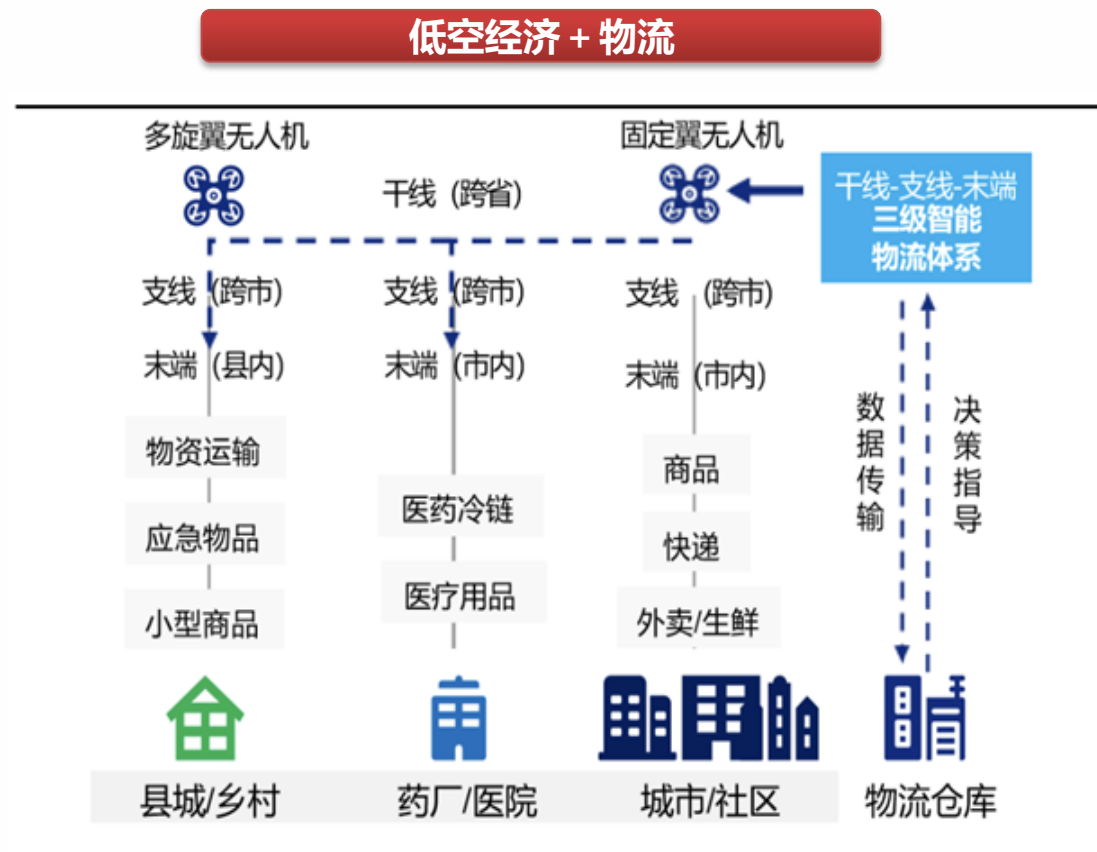 低空经济 + 物流
多旋翼无人机
固定翼无人机
干线 (跨省)
干线-支线-末端
三级智能
物流体系
支线 (跨市)
支线 (跨市)
支线 (跨市)
末端 (县内)
末端 (市内)
末端 (市内)
物资运输
应急物品
小型商品
医药冷链
医疗用品
商品
快递
外卖/生鲜
数据传输
决策指导
县城/乡村
药厂/医院
城市/社区
物流仓库